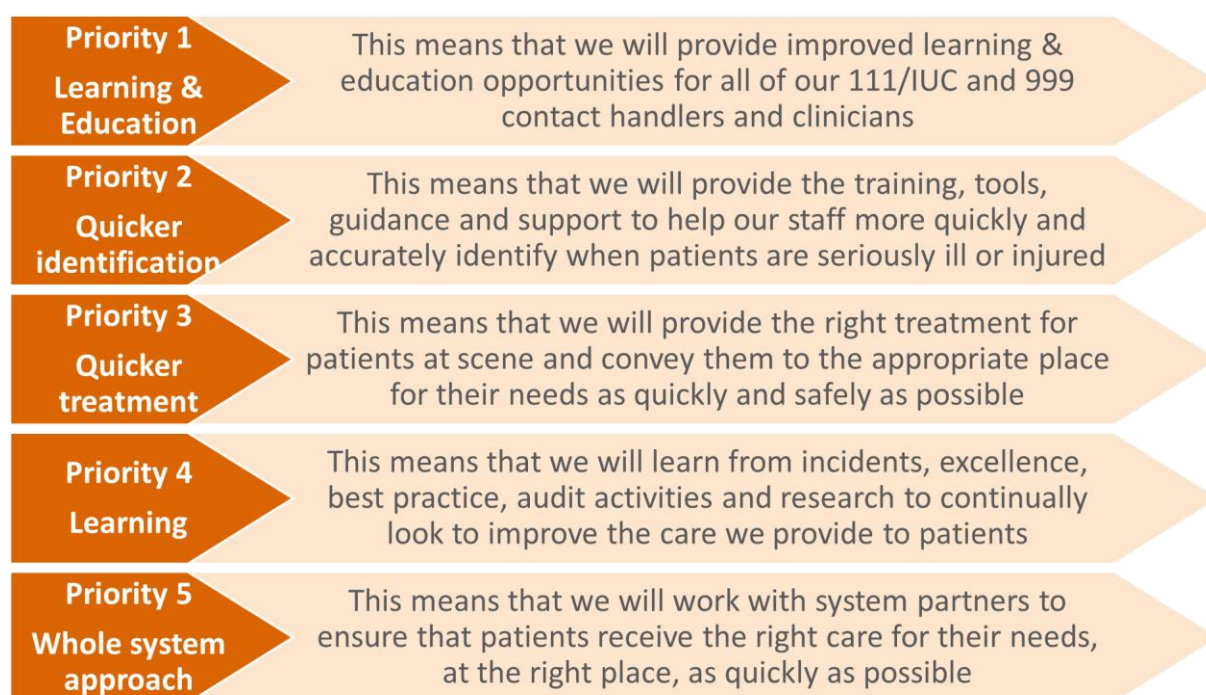 Priority 1
Learning &
Education
This means that we will provide improved learning &
education opportunities for all of our 111/IUC and 999
contact handlers and clinicians
Priority 2
Quicker
identification
This means that we will provide the training, tools,
guidance and support to help our staff more quickly and
accurately identify when patients are seriously ill or injured
Priority 3
Quicker
treatment
This means that we will provide the right treatment for
patients at scene and convey them to the appropriate place
for their needs as quickly and safely as possible
Priority 4
Learning
This means that we will learn from incidents, excellence,
best practice, audit activities and research to continually
look to improve the care we provide to patients
Priority 5
Whole system
approach
This means that we will work with system partners to
ensure that patients receive the right care for their needs,
at the right place, as quickly as possible